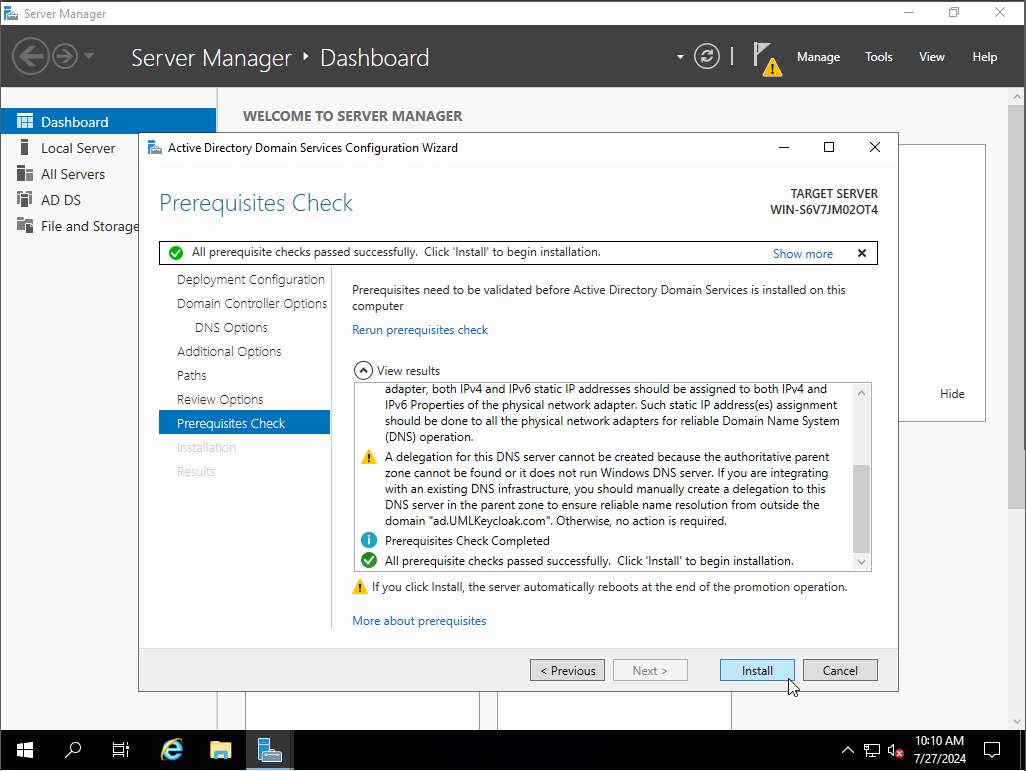 Server Manager
Server Manager ‣ Dashboard
Manage Tools View Help
Dashboard
Local Server
All Servers
AD DS
File and Storage
WELCOME TO SERVER MANAGER
Active Directory Domain Services Configuration Wizard
Prerequisites Check
TARGET SERVER
WIN-S6V7JM02OT4
All prerequisite checks passed successfully. Click 'Install' to begin installation.
Show more
Deployment Configuration
Domain Controller Options
DNS Options
Additional Options
Paths
Review Options
Prerequisites Check
Installation
Results
Prerequisites need to be validated before Active Directory Domain Services is installed on this
computer
Rerun prerequisites check
View results
adapter, both IPv4 and IPv6 static IP addresses should be assigned to both IPv4 and
IPv6 Properties of the physical network adapter. Such static IP address(es) assignment
should be done to all the physical network adapters for reliable Domain Name System
(DNS) operation.
A delegation for this DNS server cannot be created because the authoritative parent
zone cannot be found or it does not run Windows DNS server. If you are integrating
with an existing DNS infrastructure, you should manually create a delegation to this
DNS server in the parent zone to ensure reliable name resolution from outside the
domain "ad.UMLKeycloak.com". Otherwise, no action is required.
Prerequisites Check Completed
All prerequisite checks passed successfully. Click 'Install' to begin installation.
If you click Install, the server automatically reboots at the end of the promotion operation.
More about prerequisites
Hide
< Previous
Next >
Install
Cancel
10:10 AM
7/27/2024